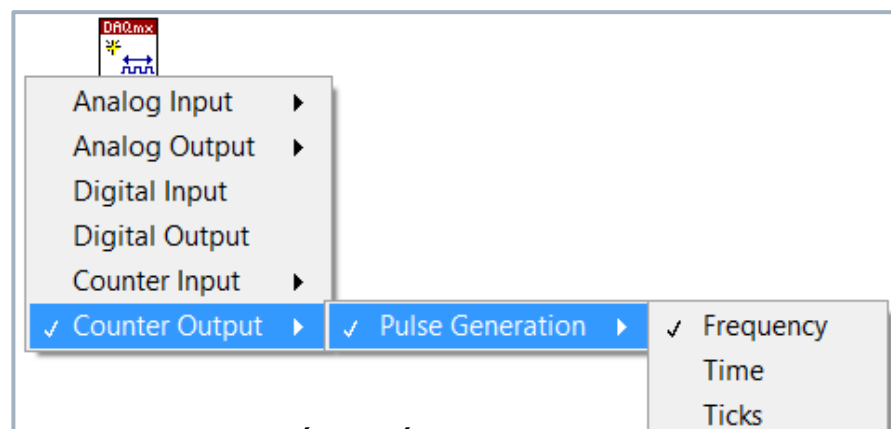 DAQmx
Analog Input
Analog Output
Digital Input
Digital Output
Counter Input
Counter Output
Pulse Generation
Frequency
Time
Ticks